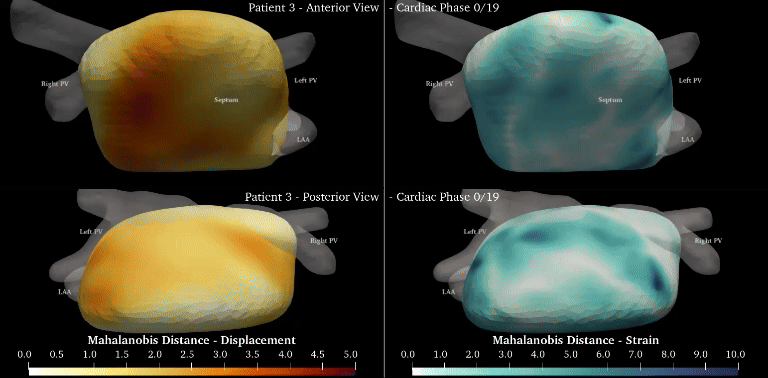 Patient 3 - Anterior View - Cardiac Phase 0/19
Right PV
Left PV
Septum
LAA
Right PV
Left PV
Septum
LAA
Patient 3 - Posterior View - Cardiac Phase 0/19
Left PV
Right PV
LAA
Left PV
Right PV
LAA
Mahalanobis Distance - Displacement
0.0 0.5 1.0 1.5 2.0 2.5 3.0 3.5 4.0 4.5 5.0
Mahalanobis Distance - Strain
0.0 1.0 2.0 3.0 4.0 5.0 6.0 7.0 8.0 9.0 10.0